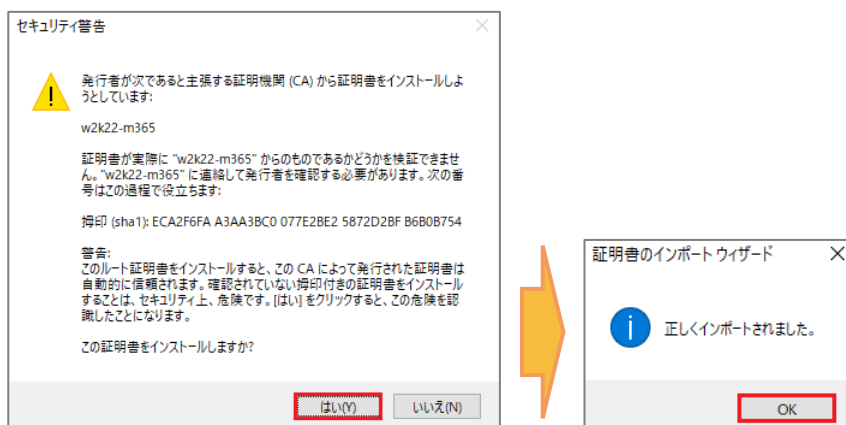 セキュリティ警告
発行者が次であると主張する証明機関 (CA) から証明書をインストールしよ
うとしています:
w2k22-m365
証明書が実際に "w2k22-m365" からのものであるかどうかを検証できませ
ん。"w2k22-m365" に連絡して発行者を確認する必要があります。次の番
号はこの過程で役立ちます:
拇印 (sha1): ECA2F6FA A3AA3BC0 077E2BE2 5872D2BF B6B0B754
警告:
このルート証明書をインストールすると、この CA によって発行された証明書は
自動的に信頼されます。確認されていない拇印付きの証明書をインストール
することは、セキュリティ上、危険です。[はい] をクリックすると、この危険を認
識したことになります。
この証明書をインストールしますか?
はい(Y)
いいえ(N)
証明書のインポート ウィザード
正しくインポートされました。
OK